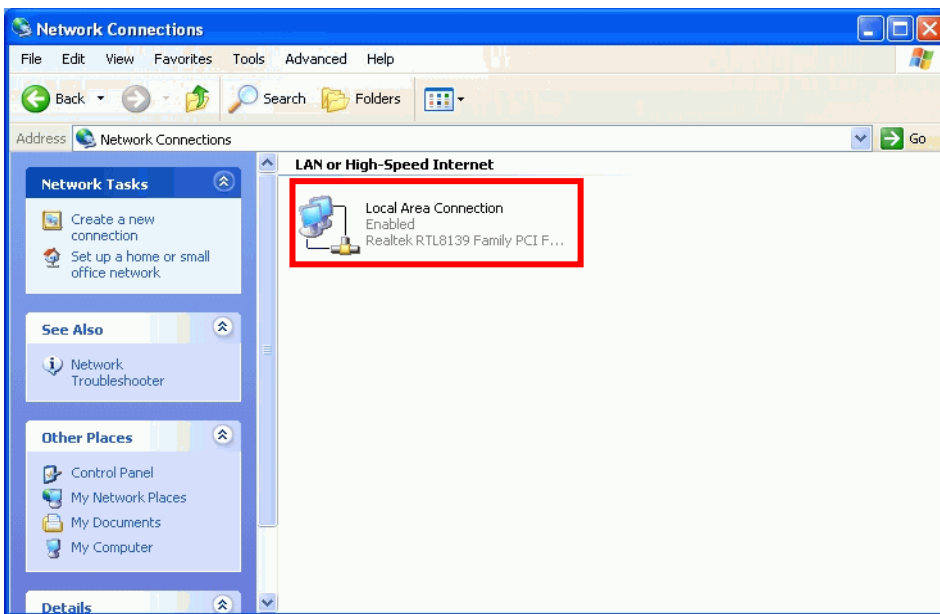 Network Connections
File Edit View Favorites Tools Advanced Help
Back Search Folders
Address Network Connections Go
Network Tasks
Create a new
connection
Set up a home or small
office network
See Also
Network
Troubleshooter
Other Places
Control Panel
My Network Places
My Documents
My Computer
Details
LAN or High-Speed Internet
Local Area Connection
Enabled
Realtek RTL8139 Family PCI F...